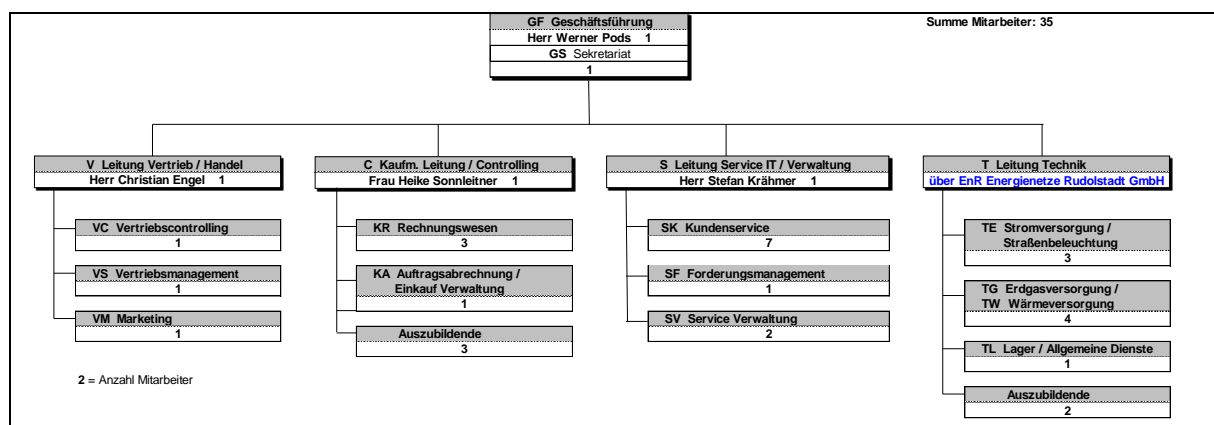 GF Geschäftsführung
Herr Werner Pods 1
GS Sekretariat
1
Summe Mitarbeiter: 35
V Leitung Vertrieb / Handel
Herr Christian Engel 1
VC Vertriebscontrolling
1
VS Vertriebsmanagement
1
VM Marketing
1
C Kaufm. Leitung / Controlling
Frau Heike Sonnleitner 1
KR Rechnungswesen
3
KA Auftragsabrechnung /
Einkauf Verwaltung
1
Auszubildende
3
S Leitung Service IT / Verwaltung
Herr Stefan Krähmer 1
SK Kundenservice
7
SF Forderungsmanagement
1
SV Service Verwaltung
2
T Leitung Technik
über EnR Energienetze Rudolstadt GmbH
TE Stromversorgung /
Straßenbeleuchtung
3
TG Erdgasversorgung /
TW Wärmeversorgung
4
TL Lager / Allgemeine Dienste
1
Auszubildende
2
2 = Anzahl Mitarbeiter